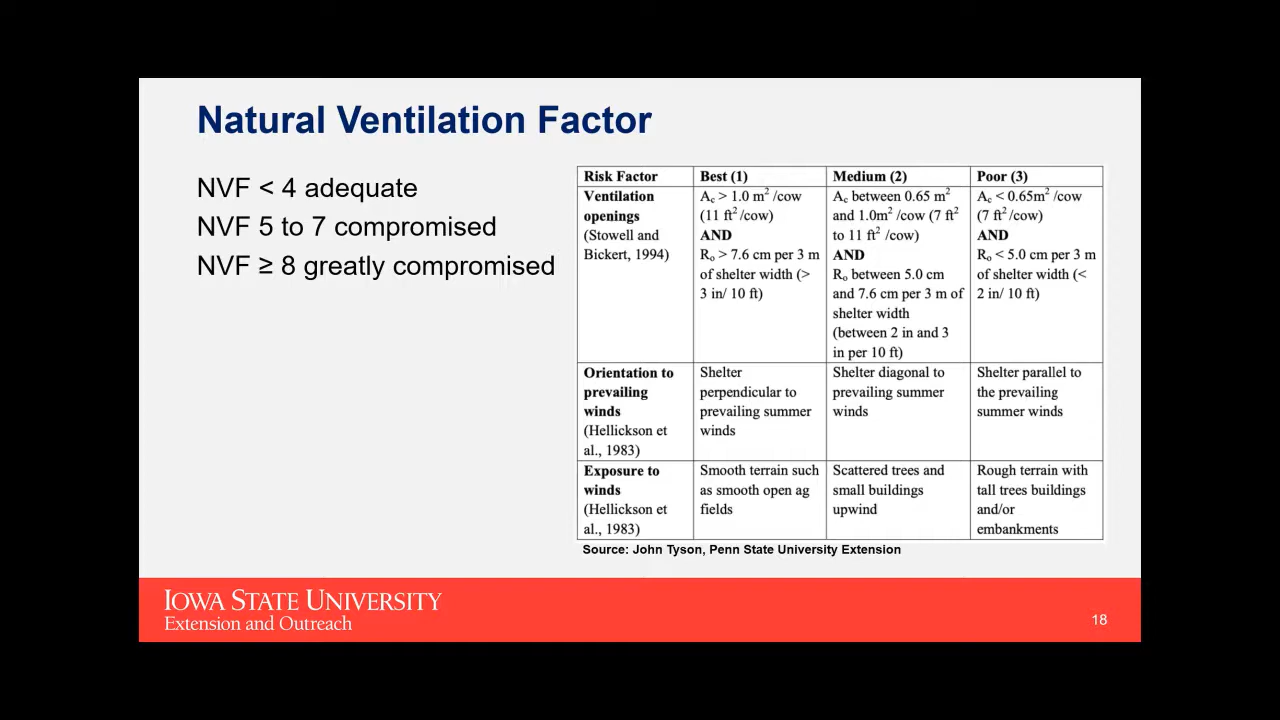 Natural Ventilation Factor
NVF < 4 adequate
NVF 5 to 7 compromised
NVF ≥ 8 greatly compromised
Risk Factor
Best (1)
Medium (2)
Poor (3)
Ventilation
openings
(Stowell and
Bickert, 1994)
A_c > 1.0 m² /cow
(11 ft² /cow)
AND
R_o > 7.6 cm per 3 m
of shelter width (>
3 in/ 10 ft)
A_c between 0.65 m²
and 1.0m² /cow (7 ft²
to 11 ft² /cow)
AND
R_o between 5.0 cm
and 7.6 cm per 3 m of
shelter width
(between 2 in and 3
in per 10 ft)
A_c < 0.65m² /cow
(7 ft² /cow)
AND
R_o < 5.0 cm per 3 m
of shelter width (<
2 in/ 10 ft)
Orientation to
prevailing
winds
(Hellickson et
al., 1983)
Shelter
perpendicular to
prevailing summer
winds
Shelter diagonal to
prevailing summer
winds
Shelter parallel to
the prevailing
summer winds
Exposure to
winds
(Hellickson et
al., 1983)
Smooth terrain such
as smooth open ag
fields
Scattered trees and
small buildings
upwind
Rough terrain with
tall trees buildings
and/or
embankments
Source: John Tyson, Penn State University Extension
IOWA STATE UNIVERSITY
Extension and Outreach
18